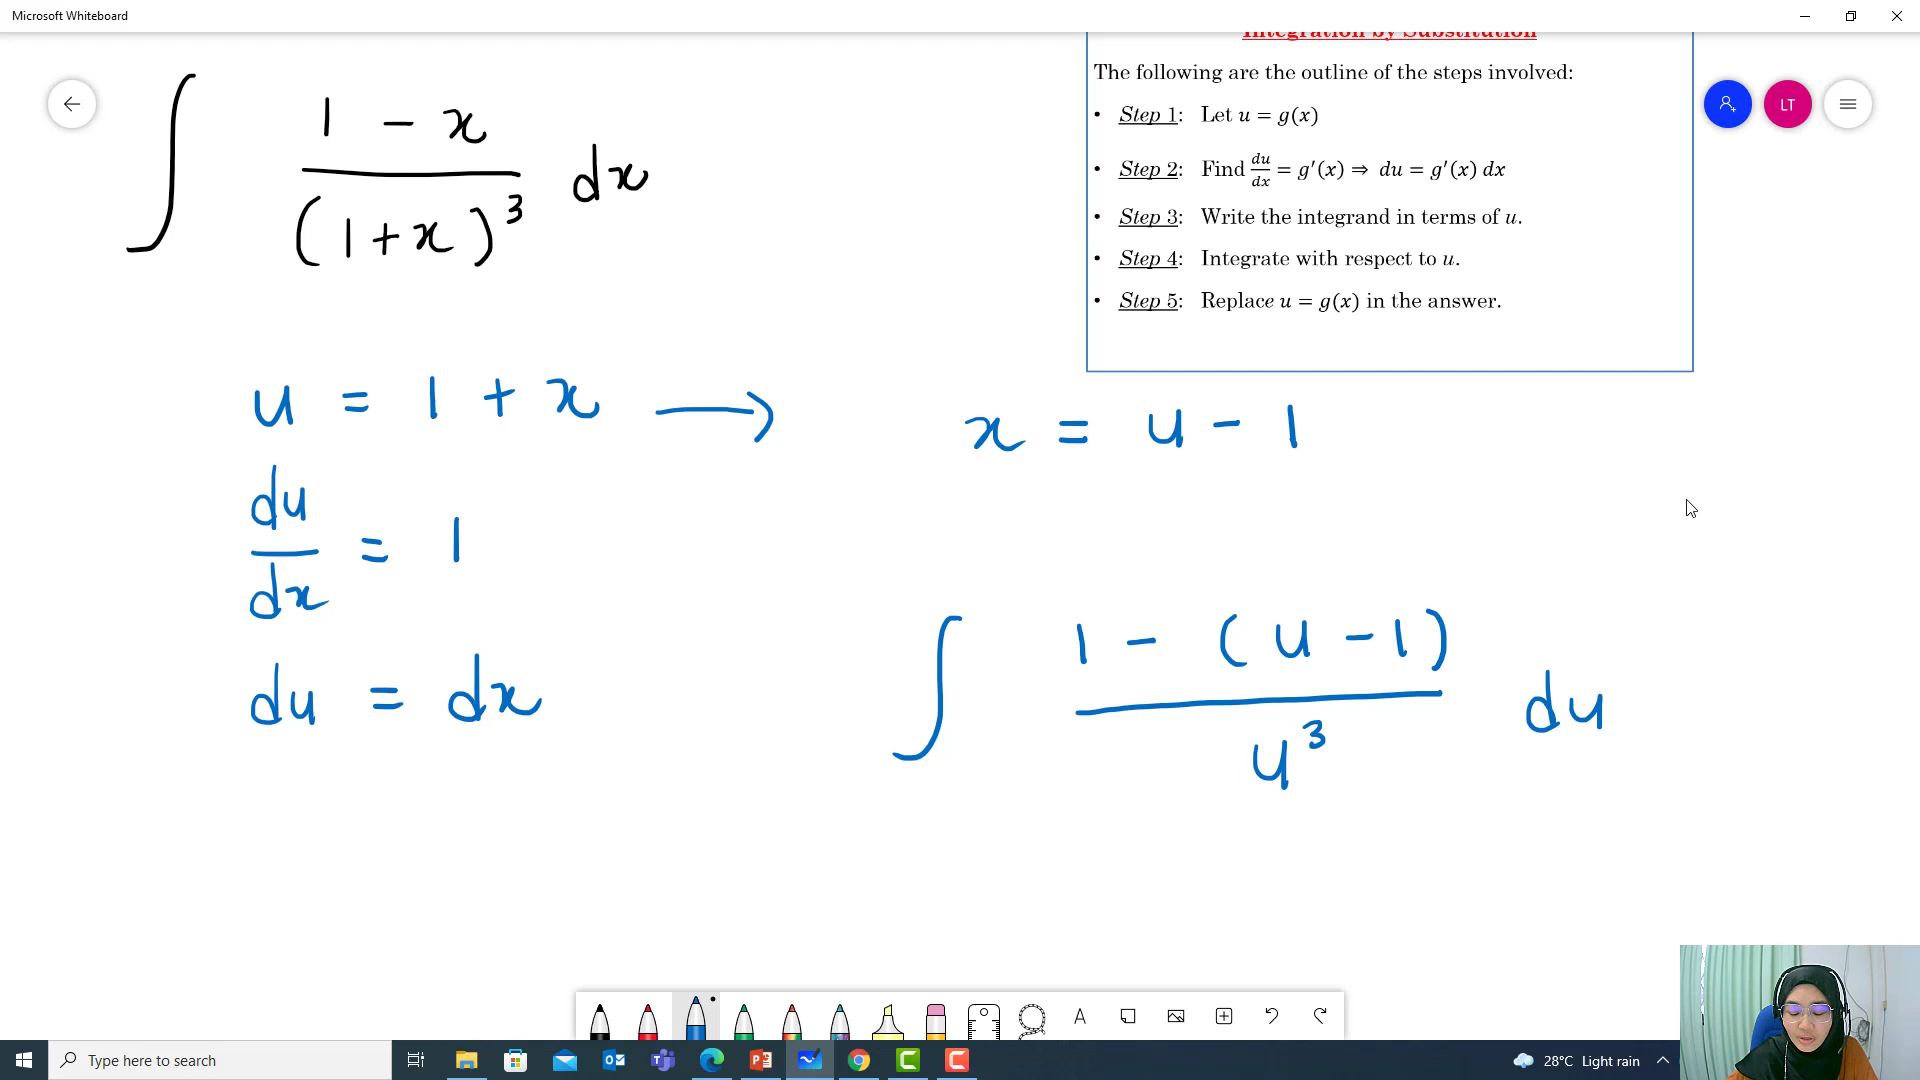 Microsoft Whiteboard
Integration by Substitution
The following are the outline of the steps involved:
• Step 1: Let u = g(x)
• Step 2: Find du/dx = g′(x) ⇒ du = g′(x) dx
• Step 3: Write the integrand in terms of u.
• Step 4: Integrate with respect to u.
• Step 5: Replace u = g(x) in the answer.
LT
∫ (1 − x)/(1+x)³ dx
u = 1 + x ⟶ x = u − 1
du/dx = 1
du = dx
∫ (1 − (u − 1))/u³ du
A
Type here to search
28°C Light rain